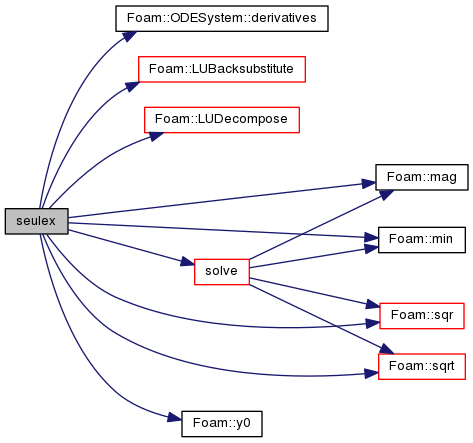 Foam::ODESystem::derivatives
Foam::LUBacksubstitute
Foam::LUDecompose
Foam::mag
seulex
Foam::min
solve
Foam::sqr
Foam::sqrt
Foam::y0